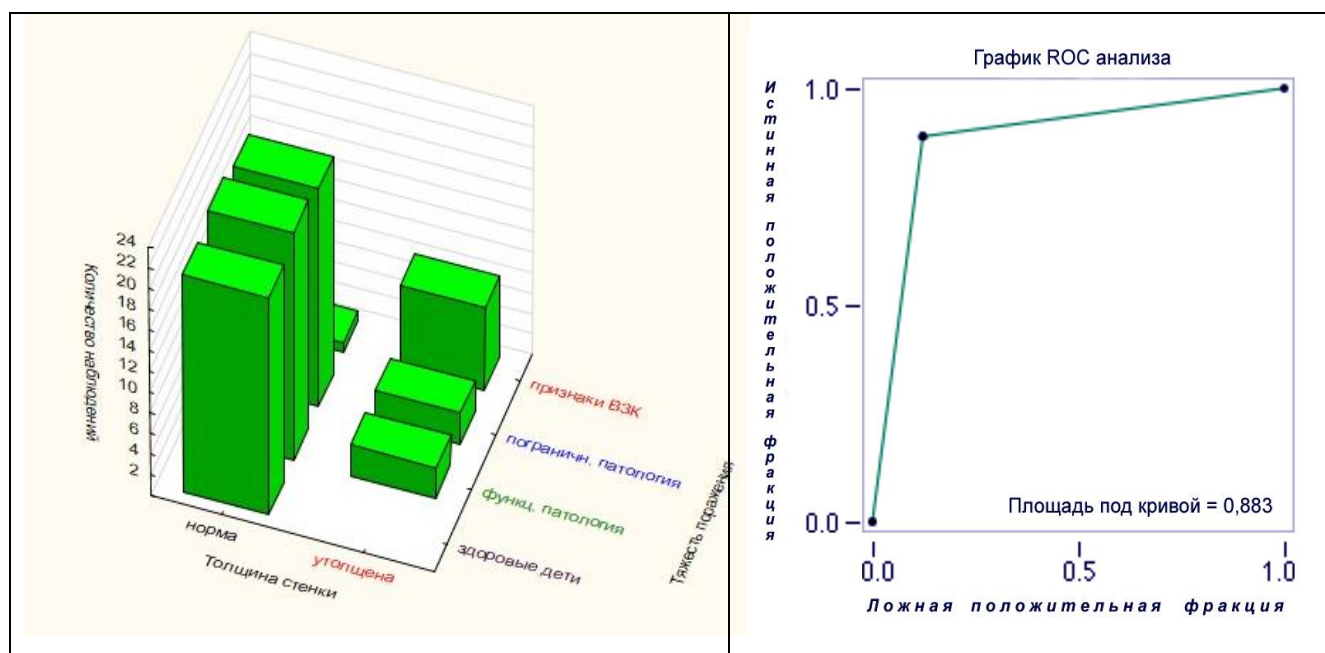 24
22
20
18
16
14
12
10
8
6
4
2
Количество наблюдений
норма
утолщена
Толщина стенки
признаки ВЗК
погранич. патология
функц. патология
здоровые дети
Тяжесть поражения
График ROC анализа
Истинная положительная фракция
1.0
0.5
0.0
Площадь под кривой = 0,883
0.0
0.5
1.0
Ложная положительная фракция